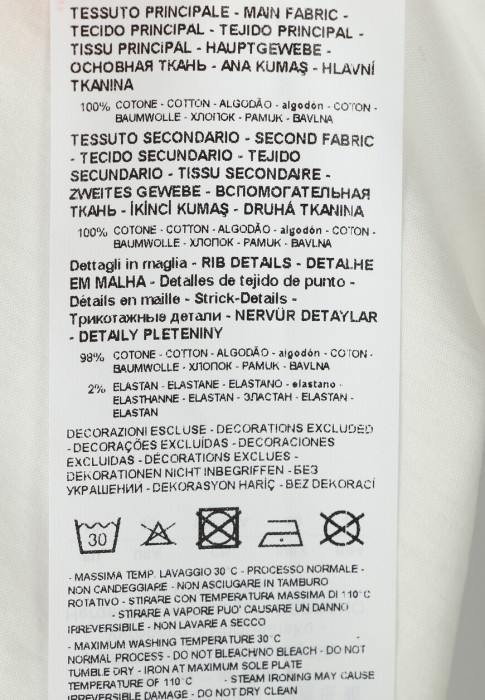 TESSUTO PRINCIPALE - MAIN FABRIC -
TECIDO PRINCIPAL - TEJIDO PRINCIPAL -
TISSU PRINCIPAL - HAUPTGEWEBE -
ОСНОВНАЯ ТКАНЬ - ANA KUMAŞ - HLAVNÍ
TKANINA
100% COTONE - COTTON - ALGODÃO - algodón - COTON -
BAUMWOLLE - ХЛОПОК - PAMUK - BAVLNA
TESSUTO SECONDARIO - SECOND FABRIC
- TECIDO SECUNDARIO - TEJIDO
SECUNDARIO - TISSU SECONDAIRE -
ZWEITES GEWEBE - ВСПОМОГАТЕЛЬНАЯ
ТКАНЬ - İKİNCİ KUMAŞ - DRUHÁ TKANINA
100% COTONE - COTTON - ALGODÃO - algodón - COTON -
BAUMWOLLE - ХЛОПОК - PAMUK - BAVLNA
Dettagli in maglia - RIB DETAILS - DETALHE
EM MALHA - Detalles de tejido de punto -
Détails en maille - Strick-Details -
Трикотажные детали - NERVÜR DETAYLAR
- DETAILY PLETENINY
98% COTONE - COTTON - ALGODÃO - algodón - COTON -
BAUMWOLLE - ХЛОПОК - PAMUK - BAVLNA
2% ELASTAN - ELASTANE - ELASTANO - elastano -
ELASTHANNE - ELASTAN - ЭЛАСТАН - ELASTAN -
ELASTAN
DECORAZIONI ESCLUSE - DECORATIONS EXCLUDED
- DECORAÇÕES EXCLUÍDAS - DECORACIONES
EXCLUIDAS - DÉCORATIONS EXCLUES -
DEKORATIONEN NICHT INBEGRIFFEN - БЕЗ
УКРАШЕНИИ - DEKORASYON HARİÇ - BEZ DEKORACÍ
30
- MASSIMA TEMP. LAVAGGIO 30°C - PROCESSO NORMALE -
NON CANDEGGIARE - NON ASCIUGARE IN TAMBURO
ROTATIVO - STIRARE CON TEMPERATURA MASSIMA DI 110°C
- STIRARE A VAPORE PUO' CAUSARE UN DANNO
IRREVERSIBILE - NON LAVARE A SECCO
- MAXIMUM WASHING TEMPERATURE 30°C
NORMAL PROCESS - DO NOT BLEACH/NO BLEACH - DO NOT
TUMBLE DRY - IRON AT MAXIMUM SOLE PLATE
TEMPERATURE OF 110°C - STEAM IRONING MAY CAUSE
IRREVERSIBLE DAMAGE - DO NOT DRY CLEAN